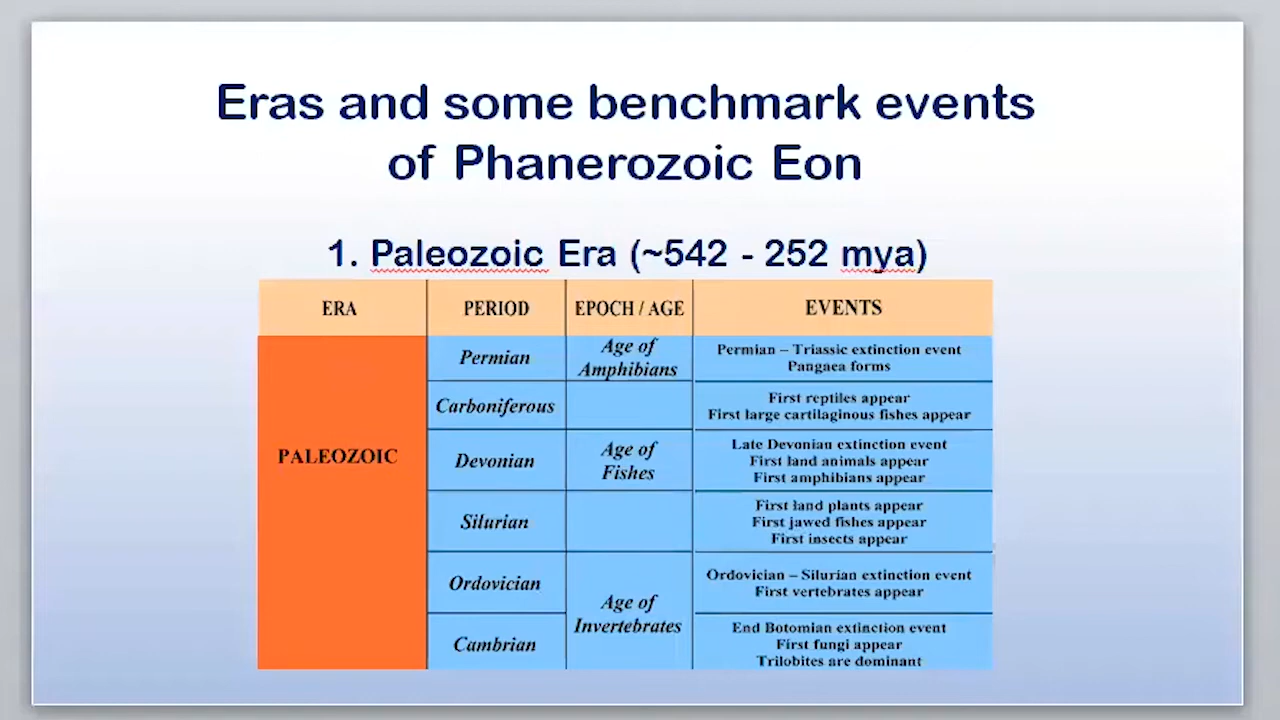 Eras and some benchmark events
of Phanerozoic Eon
1. Paleozoic Era (~542 - 252 mya)
ERA PERIOD EPOCH / AGE EVENTS
PALEOZOIC
Permian
Age of
Amphibians
Permian – Triassic extinction event
Pangaea forms
Carboniferous
First reptiles appear
First large cartilaginous fishes appear
Devonian
Age of
Fishes
Late Devonian extinction event
First land animals appear
First amphibians appear
Silurian
First land plants appear
First jawed fishes appear
First insects appear
Ordovician
Age of
Invertebrates
Ordovician – Silurian extinction event
First vertebrates appear
Cambrian
End Botomian extinction event
First fungi appear
Trilobites are dominant